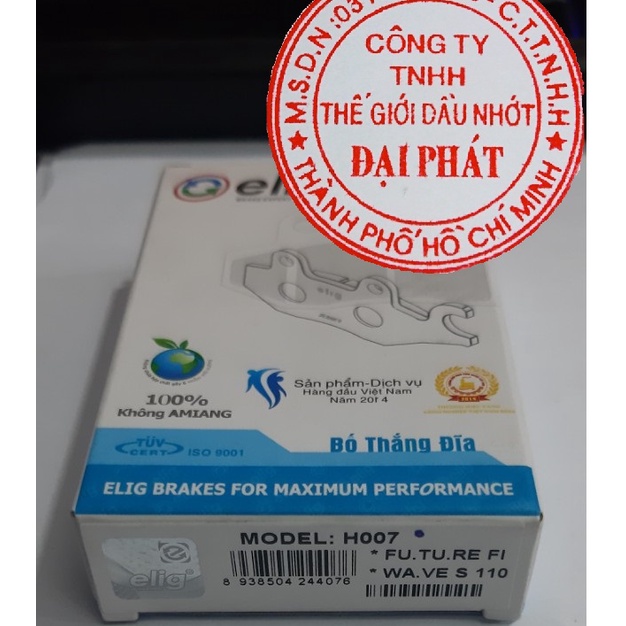 M.S.D.N :03
C.T.T.N.H.H
CÔNG TY
TNHH
THẾ GIỚI DẦU NHỚT
ĐẠI PHÁT
THÀNH PHỐ HỒ CHÍ MINH
elig
100%
Không AMIANG
Sản phẩm-Dịch vụ
Hàng đầu Việt Nam
Năm 2014
TÜV
CERT
ISO 9001
Bó Thắng Đĩa
ELIG BRAKES FOR MAXIMUM PERFORMANCE
MODEL: H007
* FU.TU.RE FI
* WA.VE S 110
8 938504 244076
elig